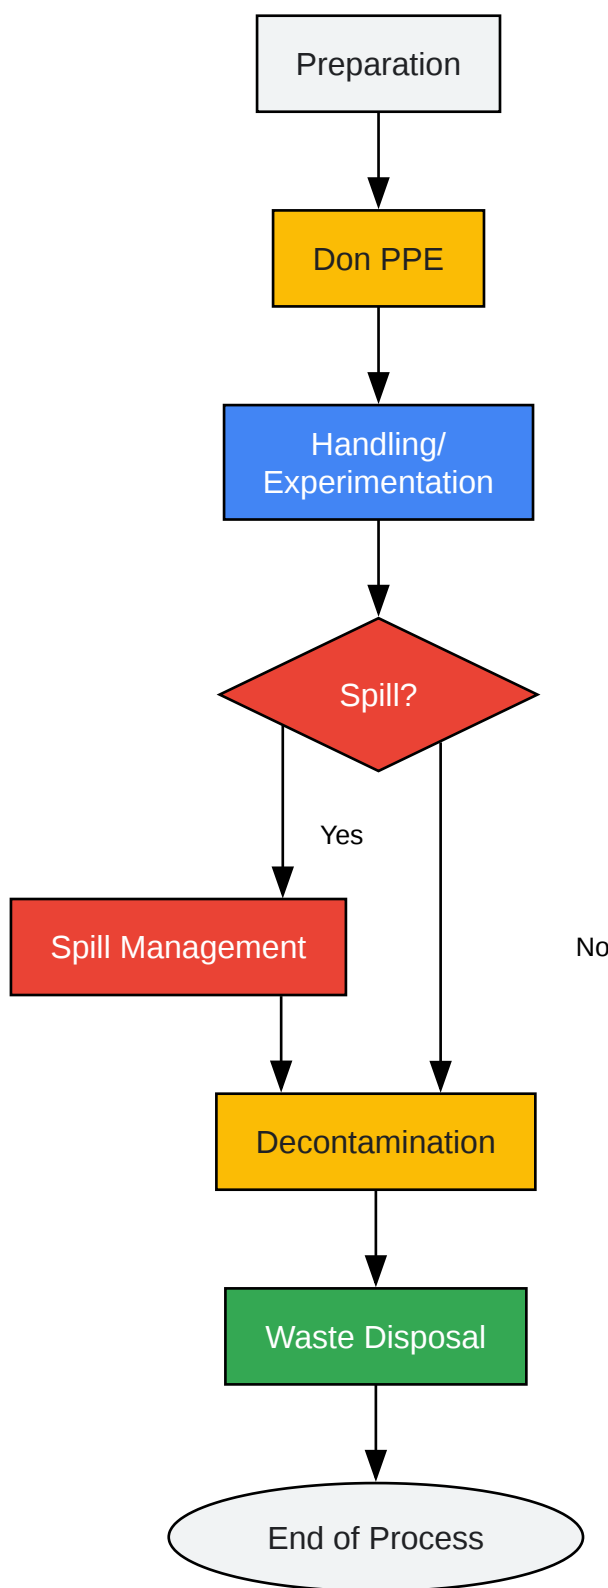 Preparation
Don PPE
Handling/
Experimentation
Spill?
Yes
Spill Management
No
Decontamination
Waste Disposal
End of Process